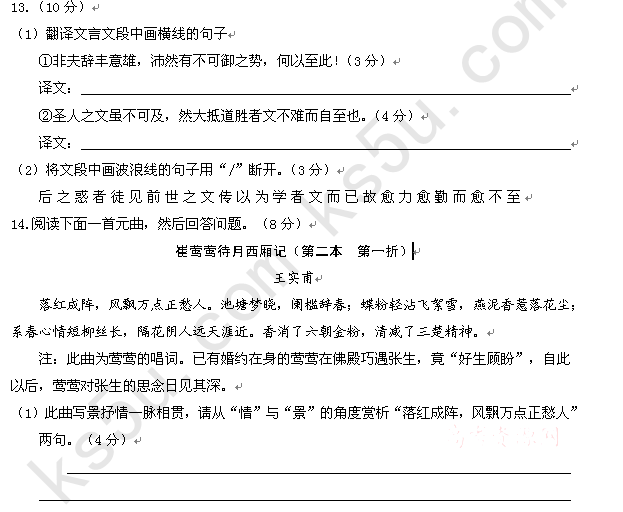 13.（10 分）
（1）翻译文言文段中画横线的句子
①非夫辞丰意雄，沛然有不可御之势，何以至此!（3 分）
译文：
②圣人之文虽不可及，然大抵道胜者文不难而自至也。（4 分）
译文：
（2）将文段中画波浪线的句子用“/”断开。（3 分）
后之惑者徒见前世之文传以为学者文而已故愈力愈勤而愈不至
14.阅读下面一首元曲，然后回答问题。（8 分）
崔莺莺待月西厢记（第二本 第一折）
王实甫
落红成阵，风飘万点正愁人。池塘梦晓，阑槛辞春；蝶粉轻沾飞絮雪，燕泥香惹落花尘；
系春心情短柳丝长，隔花阴人远天涯近。香消了六朝金粉，清减了三楚精神。
注：此曲为莺莺的唱词。已有婚约在身的莺莺在佛殿巧遇张生，竟“好生顾盼”，自此
以后，莺莺对张生的思念日见其深。
（1）此曲写景抒情一脉相贯，请从“情”与“景”的角度赏析“落红成阵，风飘万点正愁人”
两句。（4 分）
ks5u.com ks5u.com